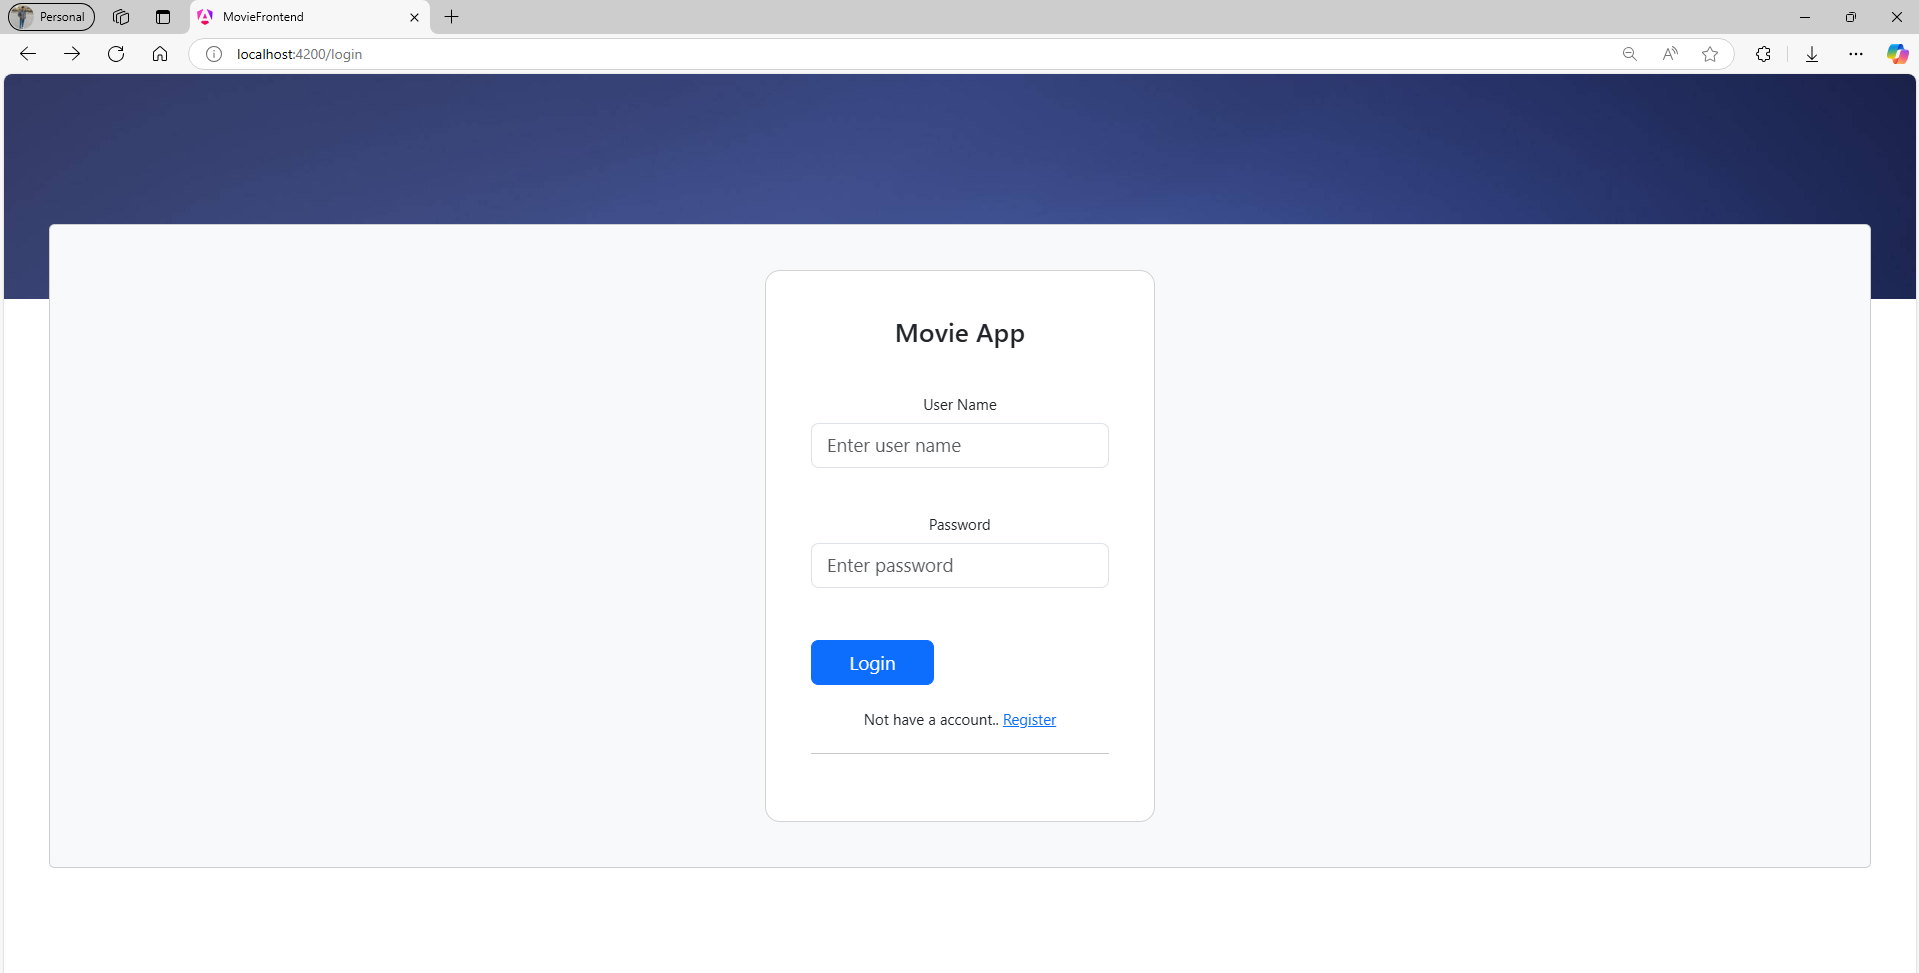 Personal
MovieFrontend
localhost:4200/login
Movie App
User Name
Enter user name
Password
Enter password
Login
Not have a account.. Register